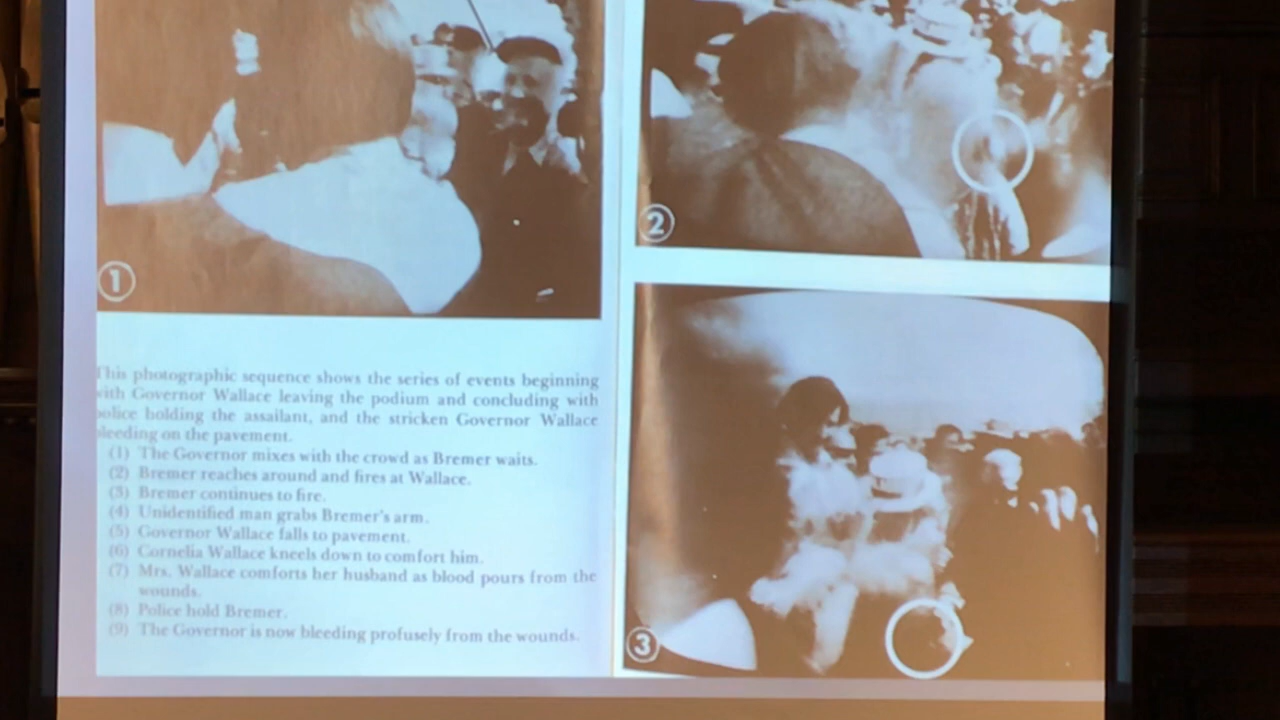 1
2
This photographic sequence shows the series of events beginning
with Governor Wallace leaving the podium and concluding with
police holding the assailant, and the stricken Governor Wallace
bleeding on the pavement.
(1) The Governor mixes with the crowd as Bremer waits.
(2) Bremer reaches around and fires at Wallace.
(3) Bremer continues to fire.
(4) Unidentified man grabs Bremer's arm.
(5) Governor Wallace falls to pavement.
(6) Cornelia Wallace kneels down to comfort him.
(7) Mrs. Wallace comforts her husband as blood pours from the
wounds.
(8) Police hold Bremer.
(9) The Governor is now bleeding profusely from the wounds.
3